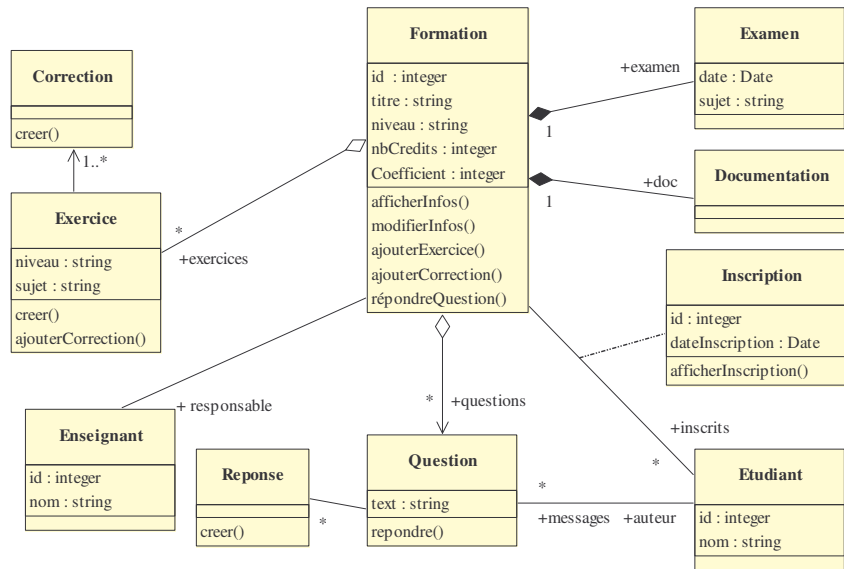 Formation
id : integer
titre : string
niveau : string
nbCredits : integer
Coefficient : integer
afficherInfos()
modifierInfos()
ajouterExercice()
ajouterCorrection()
répondreQuestion()
Examen
date : Date
sujet : string
+examen
1
Correction
creer()
1..*
Documentation
+doc
1
Exercice
niveau : string
sujet : string
creer()
ajouterCorrection()
*
+exercices
Inscription
id : integer
dateInscription : Date
afficherInscription()
+ responsable
* +questions
+inscrits
*
Enseignant
id : integer
nom : string
Reponse
creer()
*
Question
text : string
repondre()
*
+messages +auteur
Etudiant
id : integer
nom : string